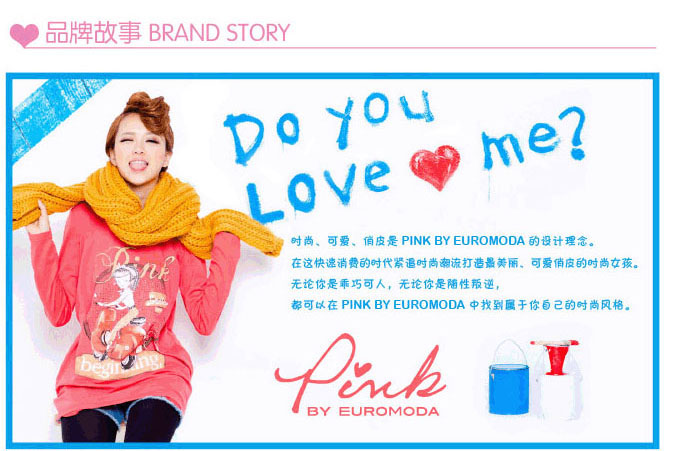 品牌故事 BRAND STORY
Do you
Love me?
时尚、可爱、俏皮是 PINK BY EUROMODA 的设计理念。
在这快速消费的时代紧追时尚潮流打造最美丽、可爱俏皮的时尚女孩。
无论你是乖巧可人，无论你是随性叛逆，
都可以在 PINK BY EUROMODA 中找到属于你自己的时尚风格。
Pink
beginning
Pink
BY EUROMODA